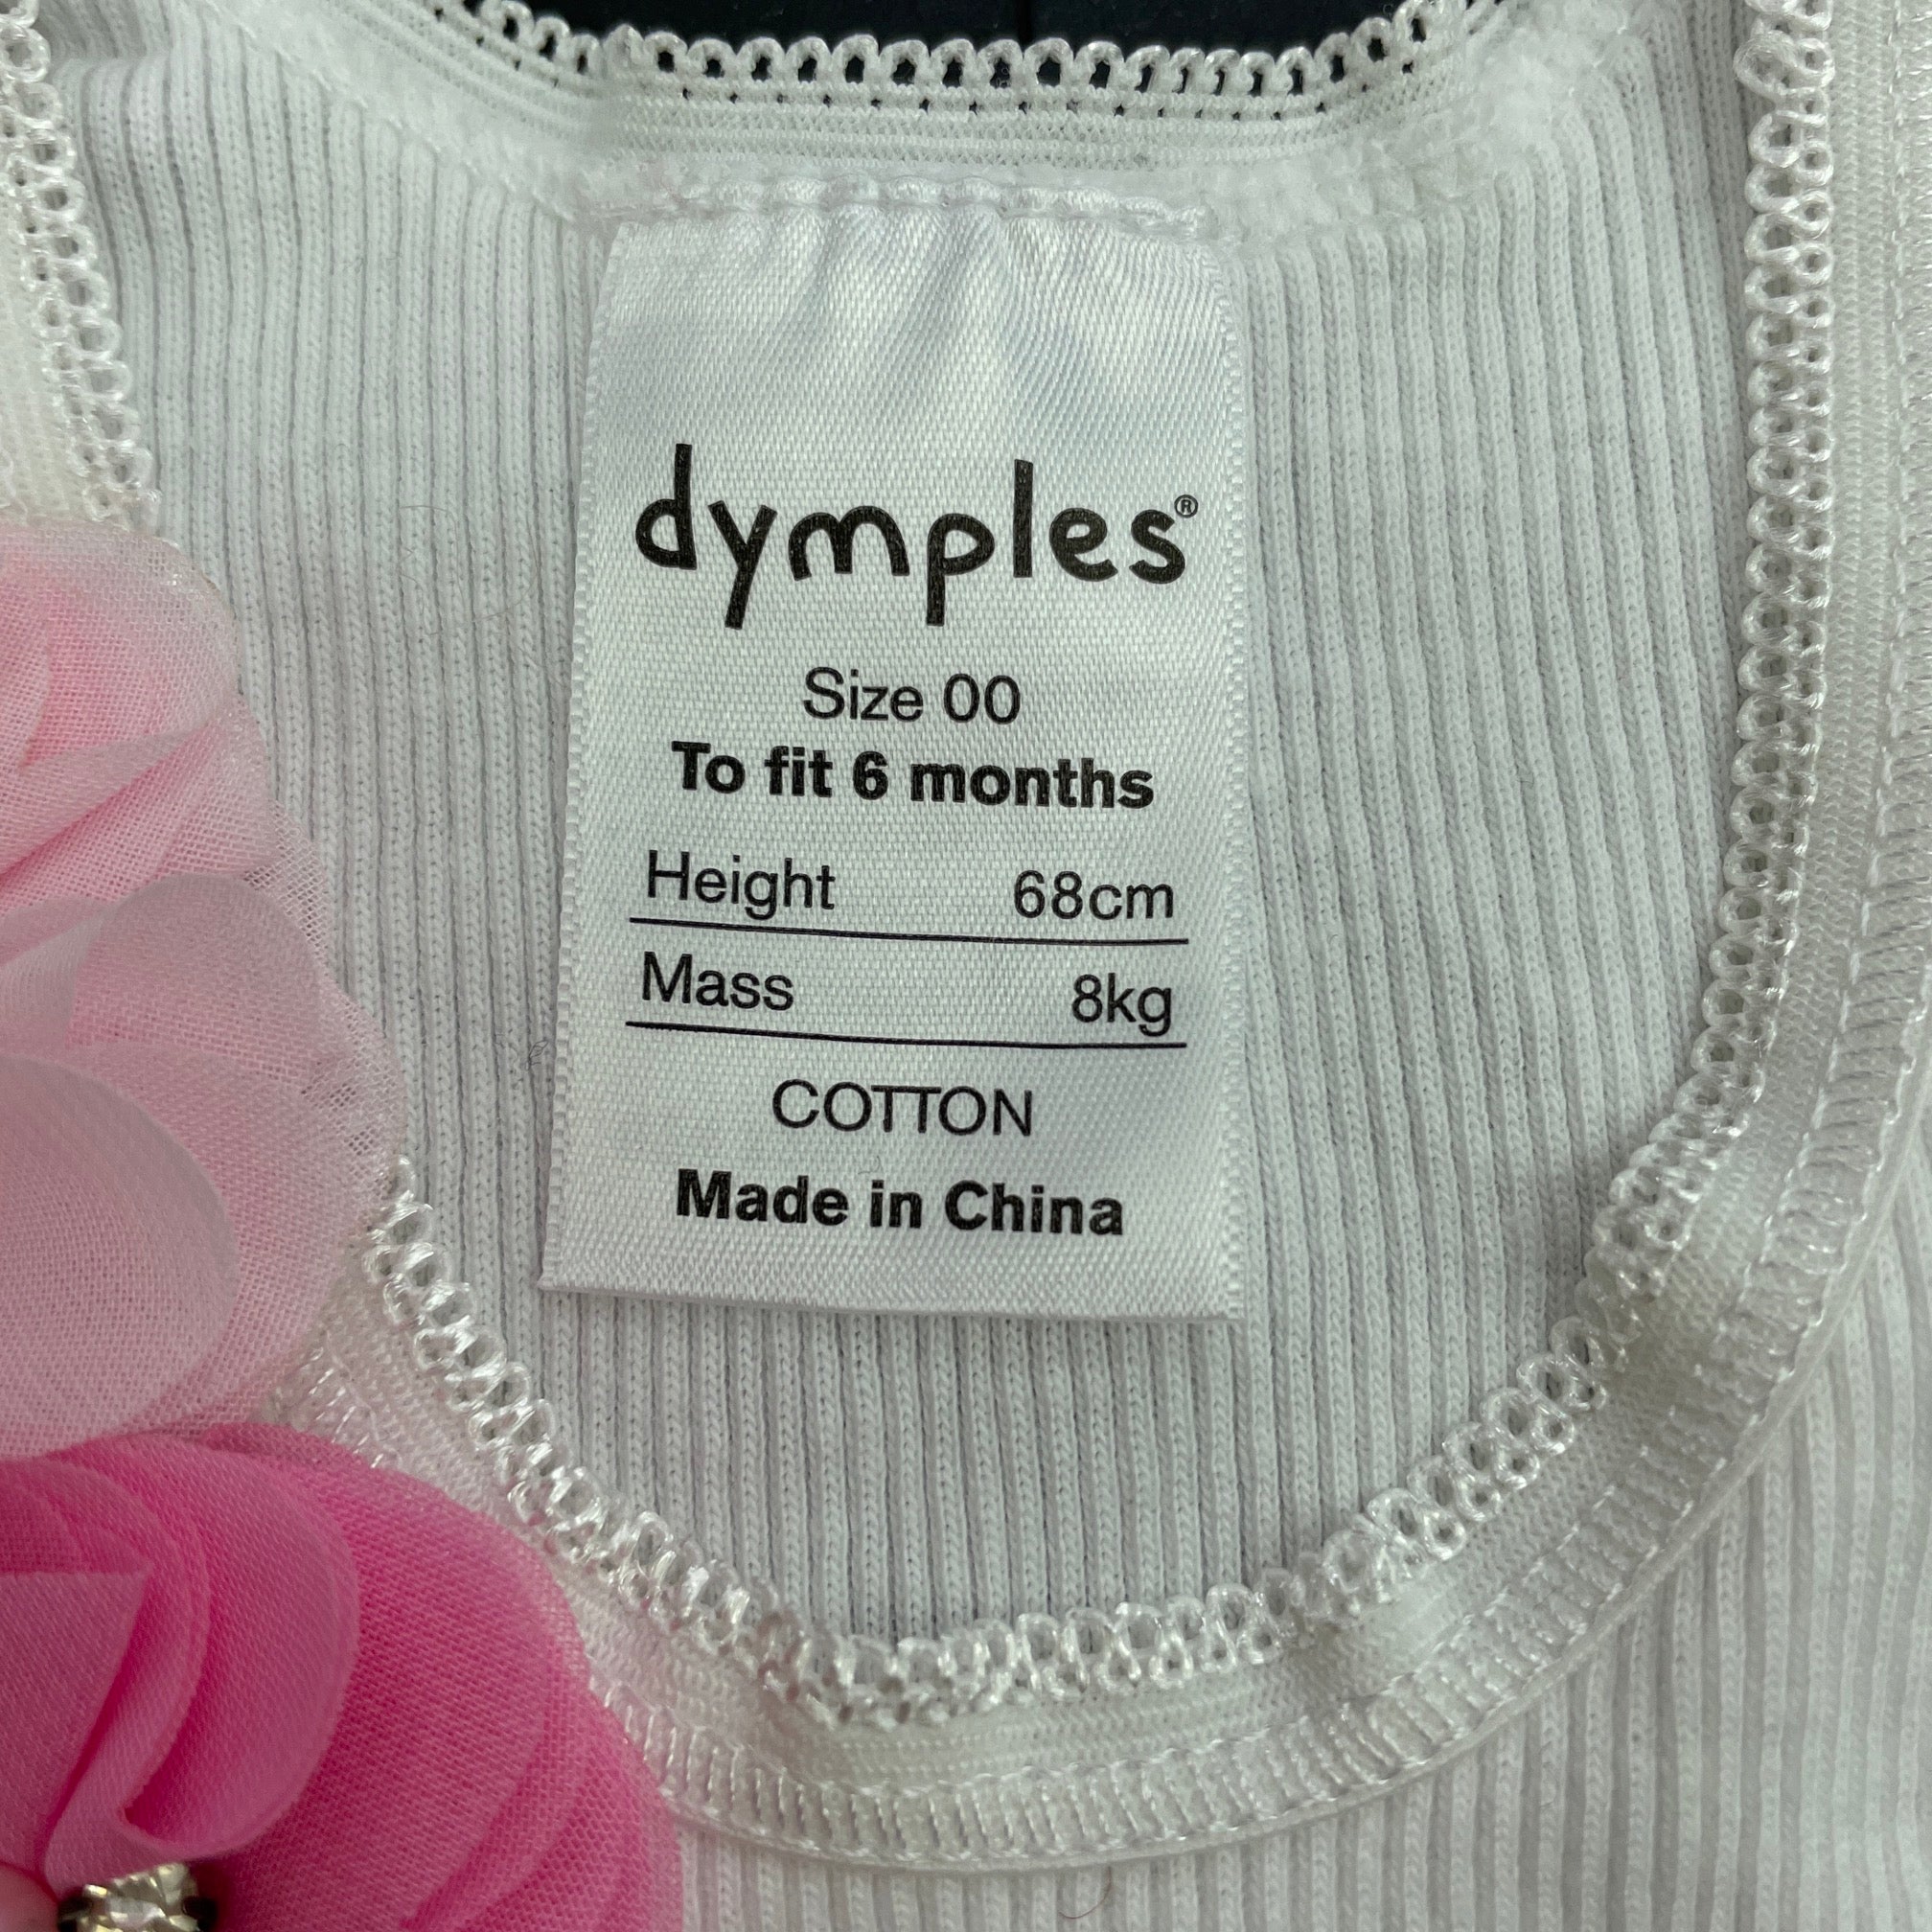 dymples®
Size 00
To fit 6 months
Height 68cm
Mass 8kg
COTTON
Made in China